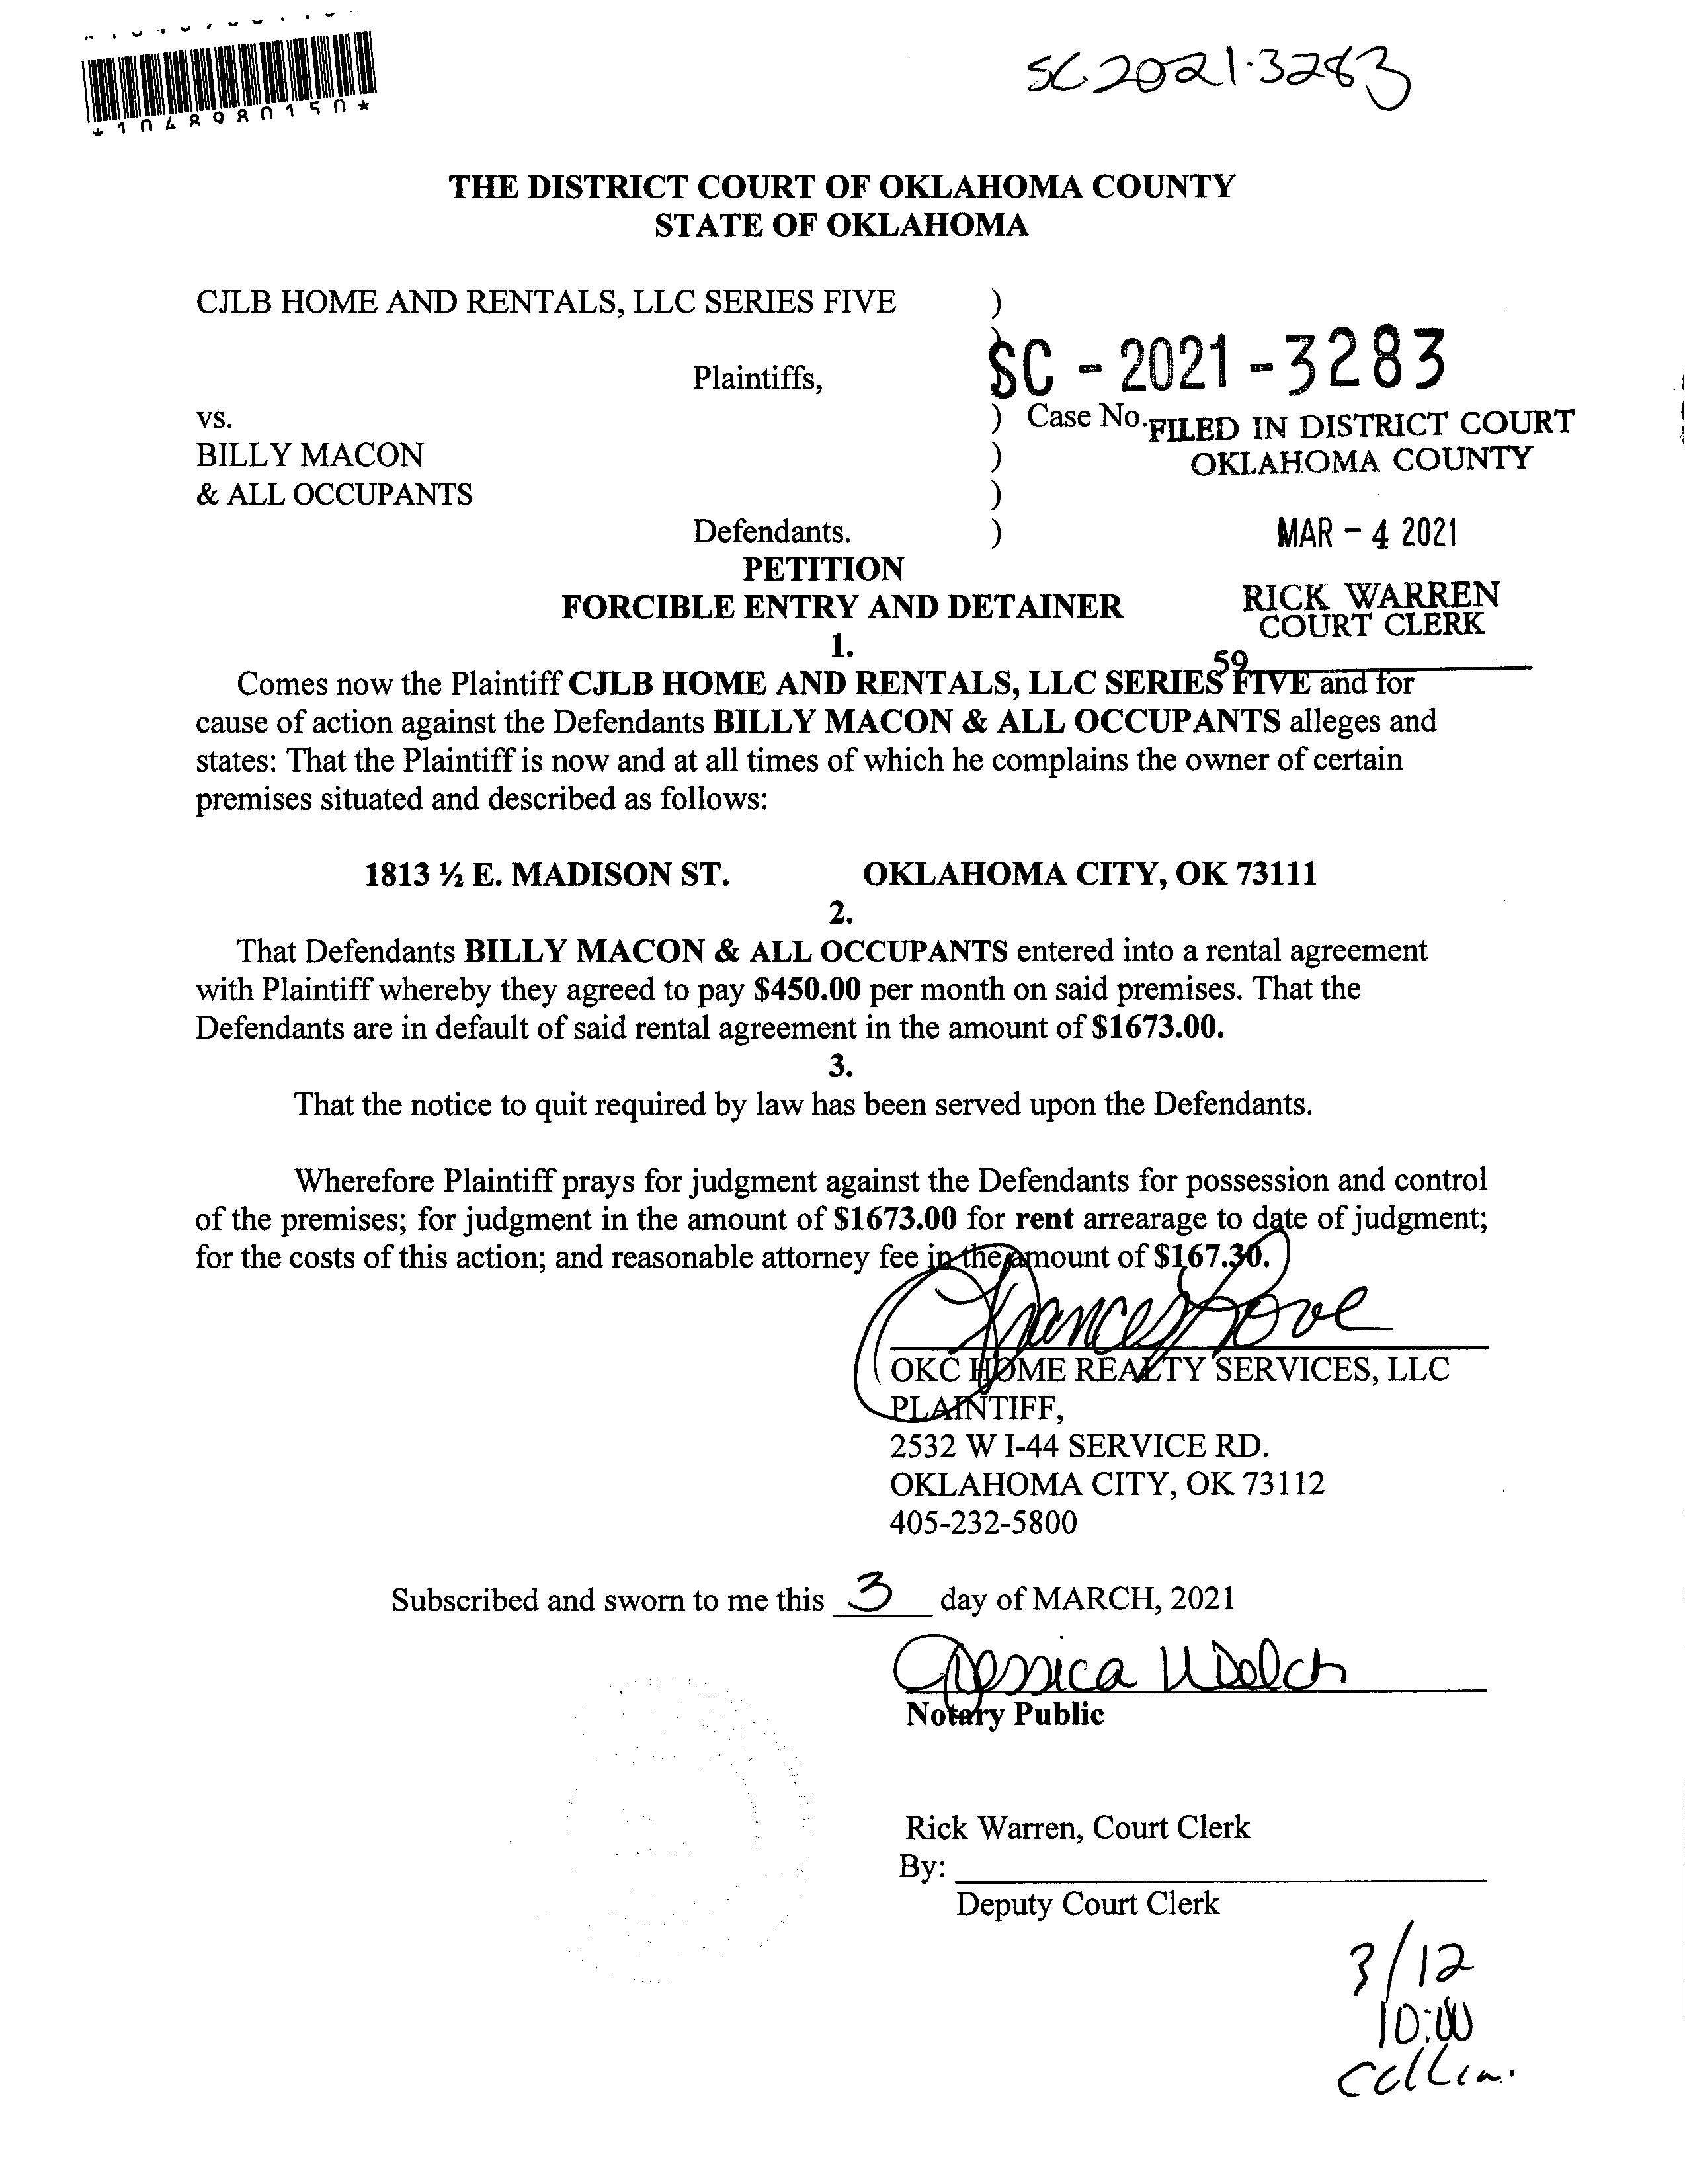 SC2021-3283
*1048980150*
THE DISTRICT COURT OF OKLAHOMA COUNTY
STATE OF OKLAHOMA
CJLB HOME AND RENTALS, LLC SERIES FIVE )
)
Plaintiffs,
SC - 2021 - 3283
vs. ) Case No.
FILED IN DISTRICT COURT
BILLY MACON )
OKLAHOMA COUNTY
& ALL OCCUPANTS )
Defendants. )
MAR - 4 2021
PETITION
FORCIBLE ENTRY AND DETAINER
RICK WARREN
COURT CLERK
1.
59
Comes now the Plaintiff CJLB HOME AND RENTALS, LLC SERIES FIVE and for
cause of action against the Defendants BILLY MACON & ALL OCCUPANTS alleges and
states: That the Plaintiff is now and at all times of which he complains the owner of certain
premises situated and described as follows:
1813 ½ E. MADISON ST. OKLAHOMA CITY, OK 73111
2.
That Defendants BILLY MACON & ALL OCCUPANTS entered into a rental agreement
with Plaintiff whereby they agreed to pay $450.00 per month on said premises. That the
Defendants are in default of said rental agreement in the amount of $1673.00.
3.
That the notice to quit required by law has been served upon the Defendants.
Wherefore Plaintiff prays for judgment against the Defendants for possession and control
of the premises; for judgment in the amount of $1673.00 for rent arrearage to date of judgment;
for the costs of this action; and reasonable attorney fee in the amount of $167.30.
Frances Love
OKC HOME REALTY SERVICES, LLC
PLAINTIFF,
2532 W I-44 SERVICE RD.
OKLAHOMA CITY, OK 73112
405-232-5800
Subscribed and sworn to me this 3 day of MARCH, 2021
Jessica Welch
Notary Public
Rick Warren, Court Clerk
By:
Deputy Court Clerk
3/12
10:00